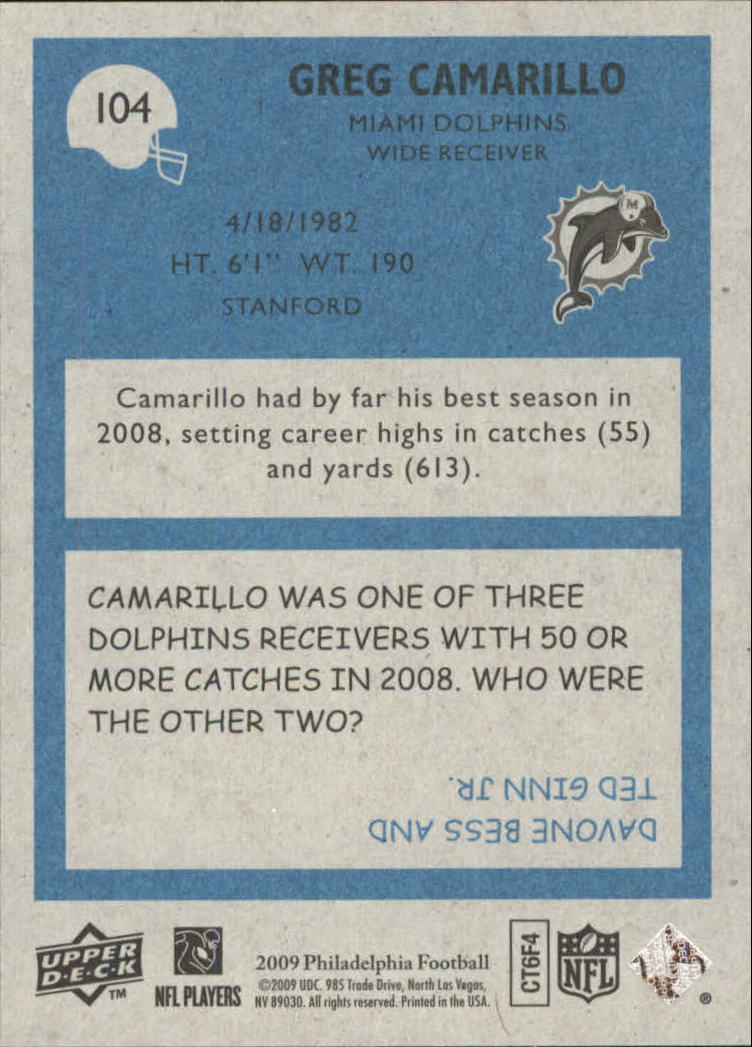 104
GREG CAMARILLO
MIAMI DOLPHINS
WIDE RECEIVER
M
4/18/1982
HT. 6'1" WT. 190
STANFORD
Camarillo had by far his best season in
2008, setting career highs in catches (55)
and yards (613).
CAMARILLO WAS ONE OF THREE
DOLPHINS RECEIVERS WITH 50 OR
MORE CATCHES IN 2008. WHO WERE
THE OTHER TWO?
DAVONE BESS AND
TED GINN JR.
UPPER
D·E·C·K
TM
NFL PLAYERS
2009 Philadelphia Football
©2009 UDC. 985 Trade Drive, North Las Vegas,
NV 89030. All rights reserved. Printed in the USA.
CT6F4
NFL
®